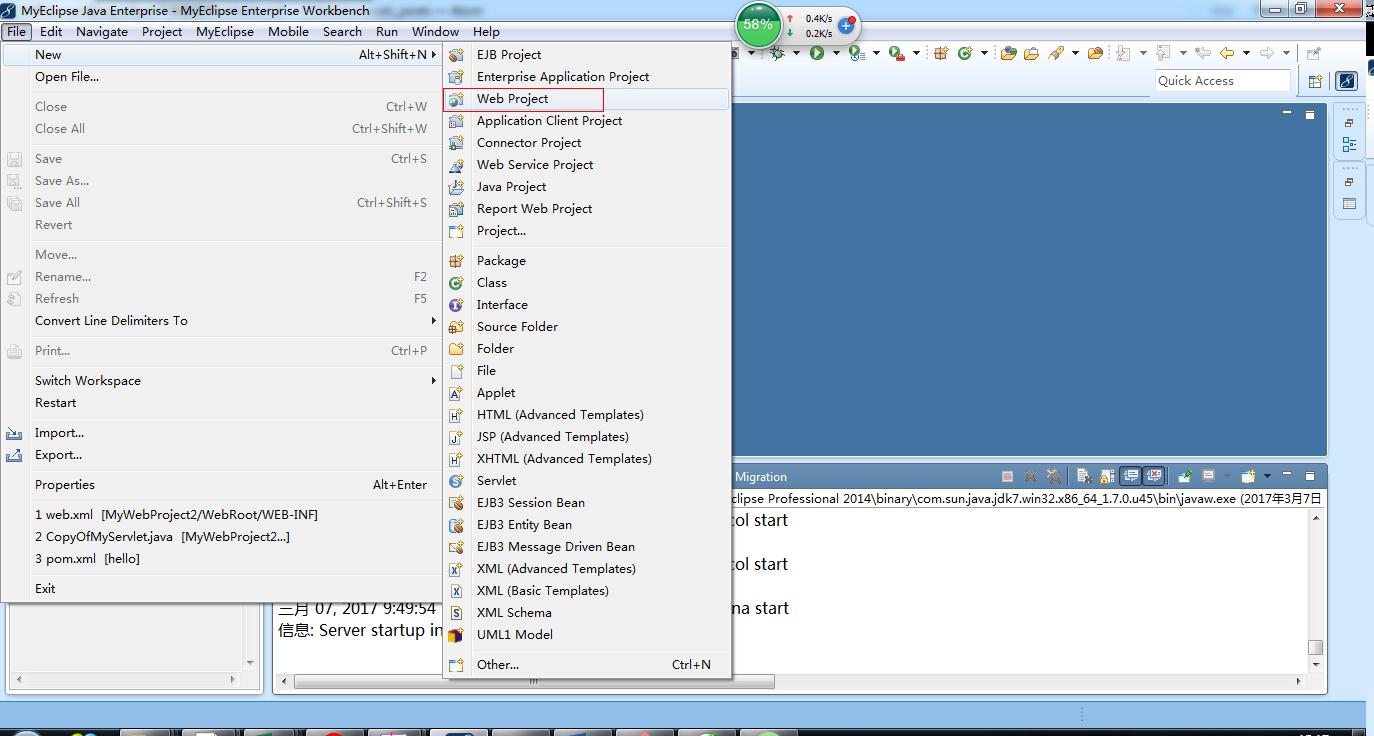 MyEclipse Java Enterprise - MyEclipse Enterprise Workbench
File Edit Navigate Project MyEclipse Mobile Search Run Window Help
58%
0.4K/s
0.2K/s
Quick Access
New Alt+Shift+N
Open File...
Close Ctrl+W
Close All Ctrl+Shift+W
Save Ctrl+S
Save As...
Save All Ctrl+Shift+S
Revert
Move...
Rename... F2
Refresh F5
Convert Line Delimiters To
Print... Ctrl+P
Switch Workspace
Restart
Import...
Export...
Properties Alt+Enter
1 web.xml [MyWebProject2/WebRoot/WEB-INF]
2 CopyOfMyServlet.java [MyWebProject2...]
3 pom.xml [hello]
Exit
EJB Project
Enterprise Application Project
Web Project
Application Client Project
Connector Project
Web Service Project
Java Project
Report Web Project
Project...
Package
Class
Interface
Source Folder
Folder
File
Applet
HTML (Advanced Templates)
JSP (Advanced Templates)
XHTML (Advanced Templates)
Servlet
EJB3 Session Bean
EJB3 Entity Bean
EJB3 Message Driven Bean
XML (Advanced Templates)
XML (Basic Templates)
XML Schema
UML1 Model
Other... Ctrl+N
Migration
clipse Professional 2014\binary\com.sun.java.jdk7.win32.x86_64_1.7.0.u45\bin\javaw.exe (2017年3月7日
col start
col start
三月 07, 2017 9:49:54 na start
信息: Server startup in